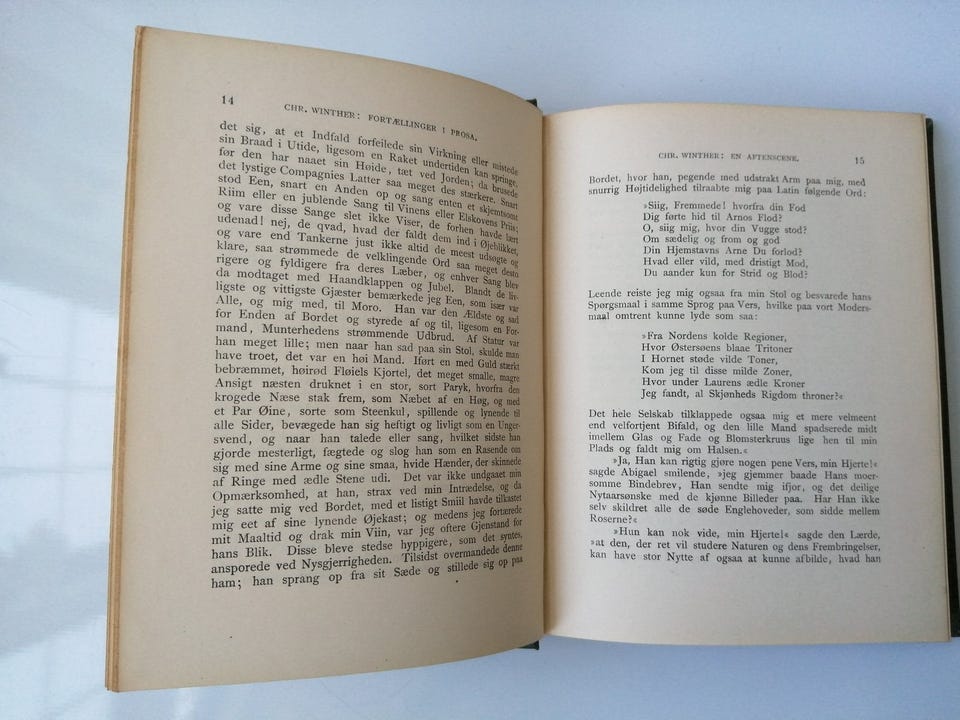 14
CHR. WINTHER: FORTÆLLINGER I PROSA.
det sig, at et Indfald forfeilede sin Virkning eller mistede
sin Braad i Utide, ligesom en Raket undertiden kan springe,
før den har naaet sin Høide, tæt ved Jorden; da brusede
det lystige Compagnies Latter saa meget des stærkere. Snart
stod Een, snart en Anden op og sang enten et skjemtsomt
Riim eller en jublende Sang til Vinens eller Elskovens Priis;
og vare disse Sange slet ikke Viser, de forhen havde lært
udenad! nej, de qvad, hvad der faldt dem ind i Øjeblikket,
og vare end Tankerne just ikke altid de meest udsøgte og
klare, saa strømmede de velklingende Ord saa meget desto
rigere og fyldigere fra deres Læber, og enhver Sang blev
da modtaget med Haandklappen og Jubel. Blandt de liv-
ligste og vittigste Gjæster bemærkede jeg Een, som især var
Alle, og mig med, til Moro. Han var den Ældste og sad
for Enden af Bordet og styrede af og til, ligesom en For-
mand, Munterhedens strømmende Udbrud. Af Statur var
han meget lille; men naar han sad paa sin Stol, skulde man
have troet, det var en høi Mand. Iført en med Guld stærkt
bebræmmet, høirød Fløiels Kjortel, det meget smalle, magre
Ansigt næsten druknet i en stor, sort Paryk, hvorfra den
krogede Næse stak frem, som Næbet af en Høg, og med
et Par Øine, sorte som Steenkul, spillende og lynende til
alle Sider, bevægede han sig heftigt og livligt som en Unger-
svend, og naar han talede eller sang, hvilket sidste han
gjorde mesterligt, fægtede og slog han som en Rasende om
sig med sine Arme og sine smaa, hvide Hænder, der skinnede
af Ringe med ædle Stene udi. Det var ikke undgaaet min
Opmærksomhed, at han, strax ved min Intrædelse, og da
jeg satte mig ved Bordet, med et listigt Smiil havde tilkastet
mig eet af sine lynende Øjekast; og medens jeg fortærede
mit Maaltid og drak min Viin, var jeg oftere Gjenstand for
hans Blik. Disse bleve stedse hyppigere, som det syntes,
ansporede ved Nysgjerrigheden. Tilsidst overmandede denne
ham; han sprang op fra sit Sæde og stillede sig op paa
CHR. WINTHER: EN AFTENSCENE.
15
Bordet, hvor han, pegende med udstrakt Arm paa mig, med
snurrig Højtidelighed tilraabte mig paa Latin følgende Ord:
»Siig, Fremmede! hvorfra din Fod
Dig førte hid til Arnos Flod?
O, siig mig, hvor din Vugge stod?
Om sædelig og from og god
Din Hjemstavns Arne Du forlod?
Hvad eller vild, med dristigt Mod,
Du aander kun for Strid og Blod?
Leende reiste jeg mig ogsaa fra min Stol og besvarede hans
Spørgsmaal i samme Sprog paa Vers, hvilke paa vort Moders-
maal omtrent kunne lyde som saa:
»Fra Nordens kolde Regioner,
Hvor Østersøens blaae Tritoner
I Hornet støde vilde Toner,
Kom jeg til disse milde Zoner,
Hvor under Laurens ædle Kroner
Jeg fandt, al Skjønheds Rigdom throner?«
Det hele Selskab tilklappede ogsaa mig et mere velmeent
end velfortjent Bifald, og den lille Mand spadserede midt
imellem Glas og Fade og Blomsterkruus lige hen til min
Plads og faldt mig om Halsen.«
»Ja, Han kan rigtig gjøre nogen pene Vers, min Hjerte!«
sagde Abigael smilende, »jeg gjemmer baade Hans moer-
somme Bindebrev, Han sendte mig ifjor, og det deilige
Nytaarsønske med de kjønne Billeder paa. Har Han ikke
selv skildret alle de søde Englehoveder, som sidde mellem
Roserne?«
»Hun kan nok vide, min Hjerte!« sagde den Lærde,
»at den, der ret vil studere Naturen og dens Frembringelser,
kan have stor Nytte af ogsaa at kunne afbilde, hvad han